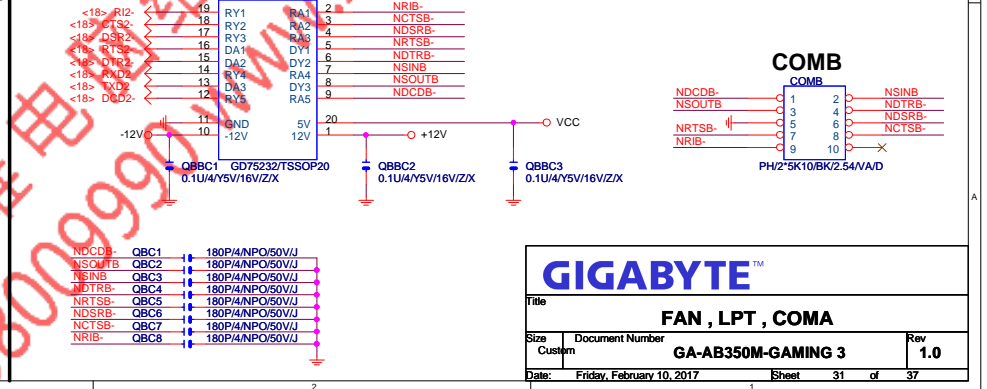 <18> RI2- 19 RY1 RA1 2 NRIB-
<18> CTS2- 18 RY2 RA2 3 NCTSB-
<18> DSR2- 17 RY3 RA3 4 NDSRB-
<18> RTS2- 16 DA1 DY1 5 NRTSB-
<18> DTR2- 15 DA2 DY2 6 NDTRB-
<18> RXD2 14 RY4 RA4 7 NSINB
<18> TXD2 13 DA3 DY3 8 NSOUTB
<18> DCD2- 12 RY5 RA5 9 NDCDB-
11 GND 5V 20 VCC
-12V 10 -12V 12V 1 +12V
QBBC1 GD75232/TSSOP20 QBBC2 QBBC3
0.1U/4/Y5V/16V/Z/X 0.1U/4/Y5V/16V/Z/X 0.1U/4/Y5V/16V/Z/X
COMB
COMB
NDCDB- 1 2 NSINB
NSOUTB 3 4 NDTRB-
5 6 NDSRB-
NRTSB- 7 8 NCTSB-
NRIB- 9 10
PH/2*5K10/BK/2.54/VA/D
A
NDCDB- QBC1 180P/4/NPO/50V/J
NSOUTB QBC2 180P/4/NPO/50V/J
NSINB QBC3 180P/4/NPO/50V/J
NDTRB- QBC4 180P/4/NPO/50V/J
NRTSB- QBC5 180P/4/NPO/50V/J
NDSRB- QBC6 180P/4/NPO/50V/J
NCTSB- QBC7 180P/4/NPO/50V/J
NRIB- QBC8 180P/4/NPO/50V/J
GIGABYTE™
Title
FAN , LPT , COMA
Size Document Number Rev
Custom GA-AB350M-GAMING 3 1.0
Date: Friday, February 10, 2017 Sheet 31 of 37
2 1
电
800990 www.